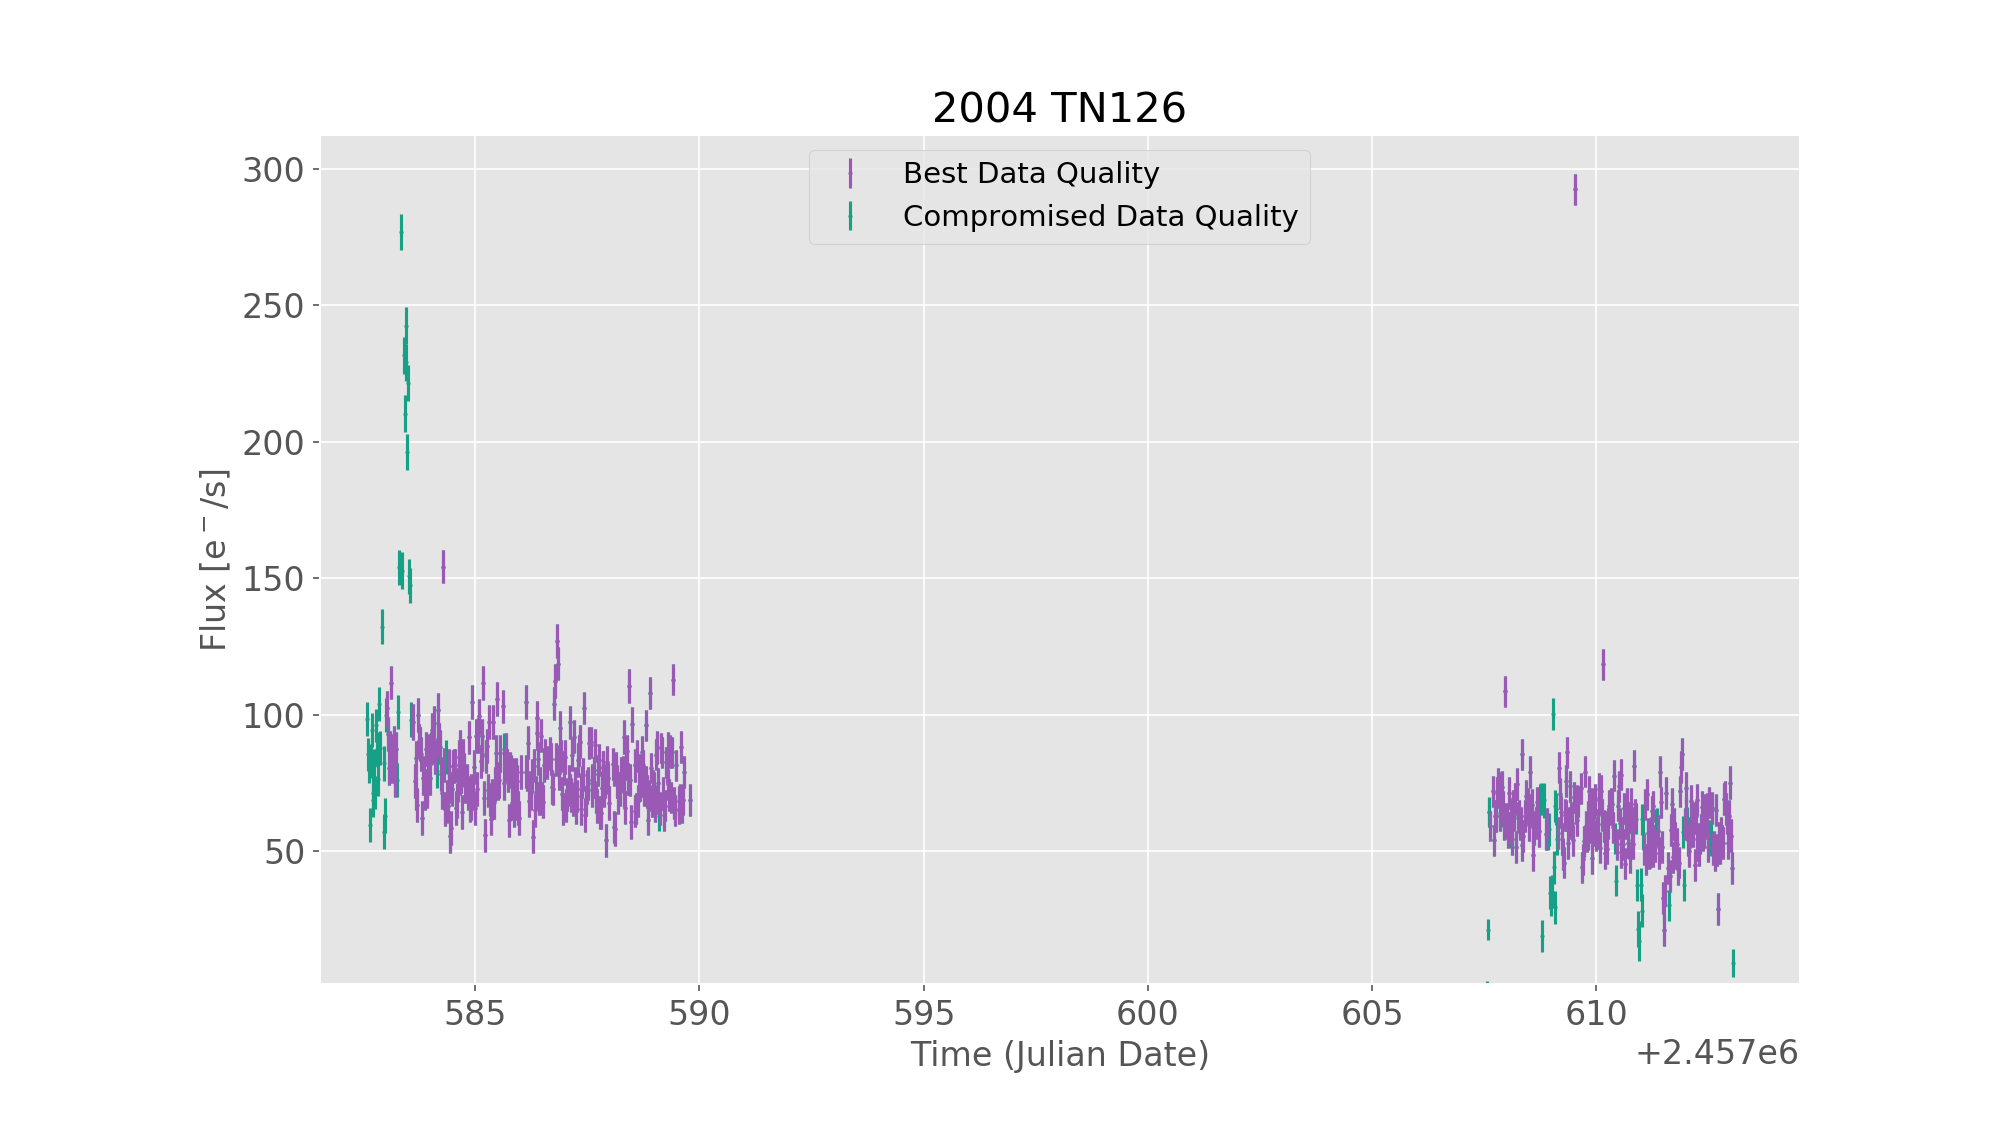 2004 TN126
Best Data Quality
Compromised Data Quality
Flux [e⁻/s]
300
250
200
150
100
50
585 590 595 600 605 610
Time (Julian Date)
+2.457e6